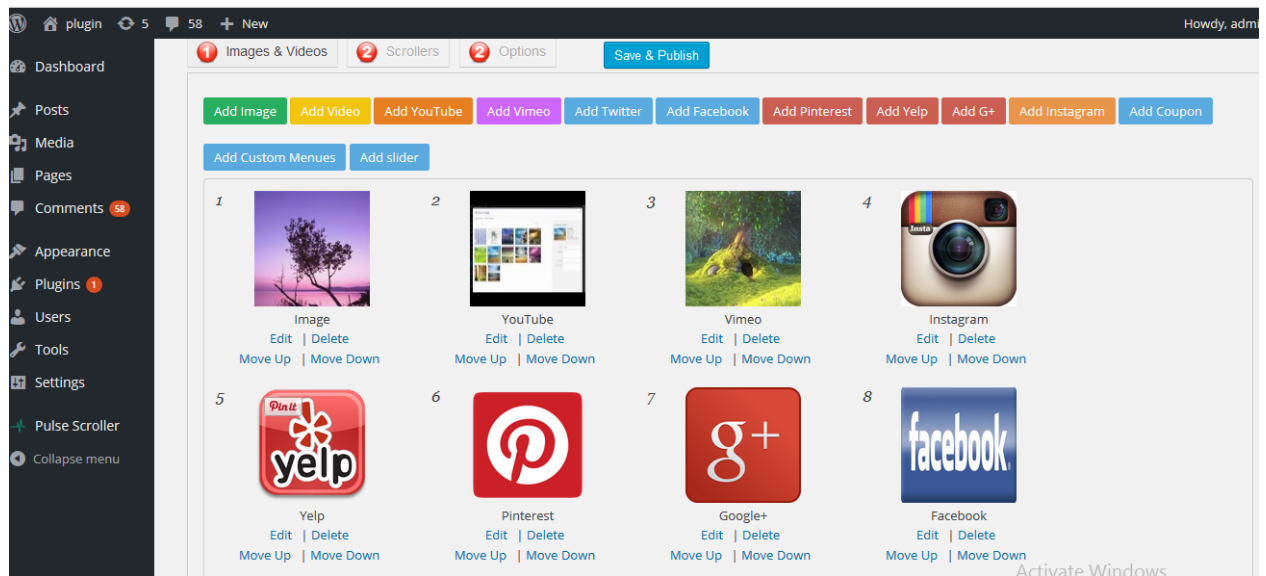 plugin 5 58 + New Howdy, admi
Dashboard
Posts
Media
Pages
Comments 58
Appearance
Plugins 1
Users
Tools
Settings
Pulse Scroller
Collapse menu
1 Images & Videos 2 Scrollers 2 Options Save & Publish
Add Image Add Video Add YouTube Add Vimeo Add Twitter Add Facebook Add Pinterest Add Yelp Add G+ Add Instagram Add Coupon
Add Custom Menues Add slider
1 2 3 4
Insta
Image YouTube Vimeo Instagram
Edit | Delete Edit | Delete Edit | Delete Edit | Delete
Move Up | Move Down Move Up | Move Down Move Up | Move Down Move Up | Move Down
5 6 7 8
Pin it
yelp g+ facebook
Yelp Pinterest Google+ Facebook
Edit | Delete Edit | Delete Edit | Delete Edit | Delete
Move Up | Move Down Move Up | Move Down Move Up | Move Down Move Up | Move Down
Activate Windows